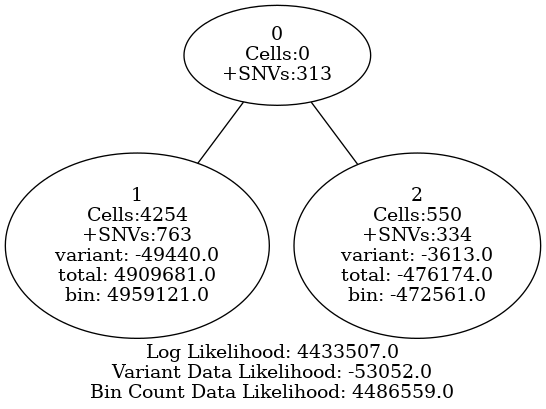 0
Cells:0
+SNVs:313
1
Cells:4254
+SNVs:763
variant: -49440.0
total: 4909681.0
bin: 4959121.0
2
Cells:550
+SNVs:334
variant: -3613.0
total: -476174.0
bin: -472561.0
Log Likelihood: 4433507.0
Variant Data Likelihood: -53052.0
Bin Count Data Likelihood: 4486559.0